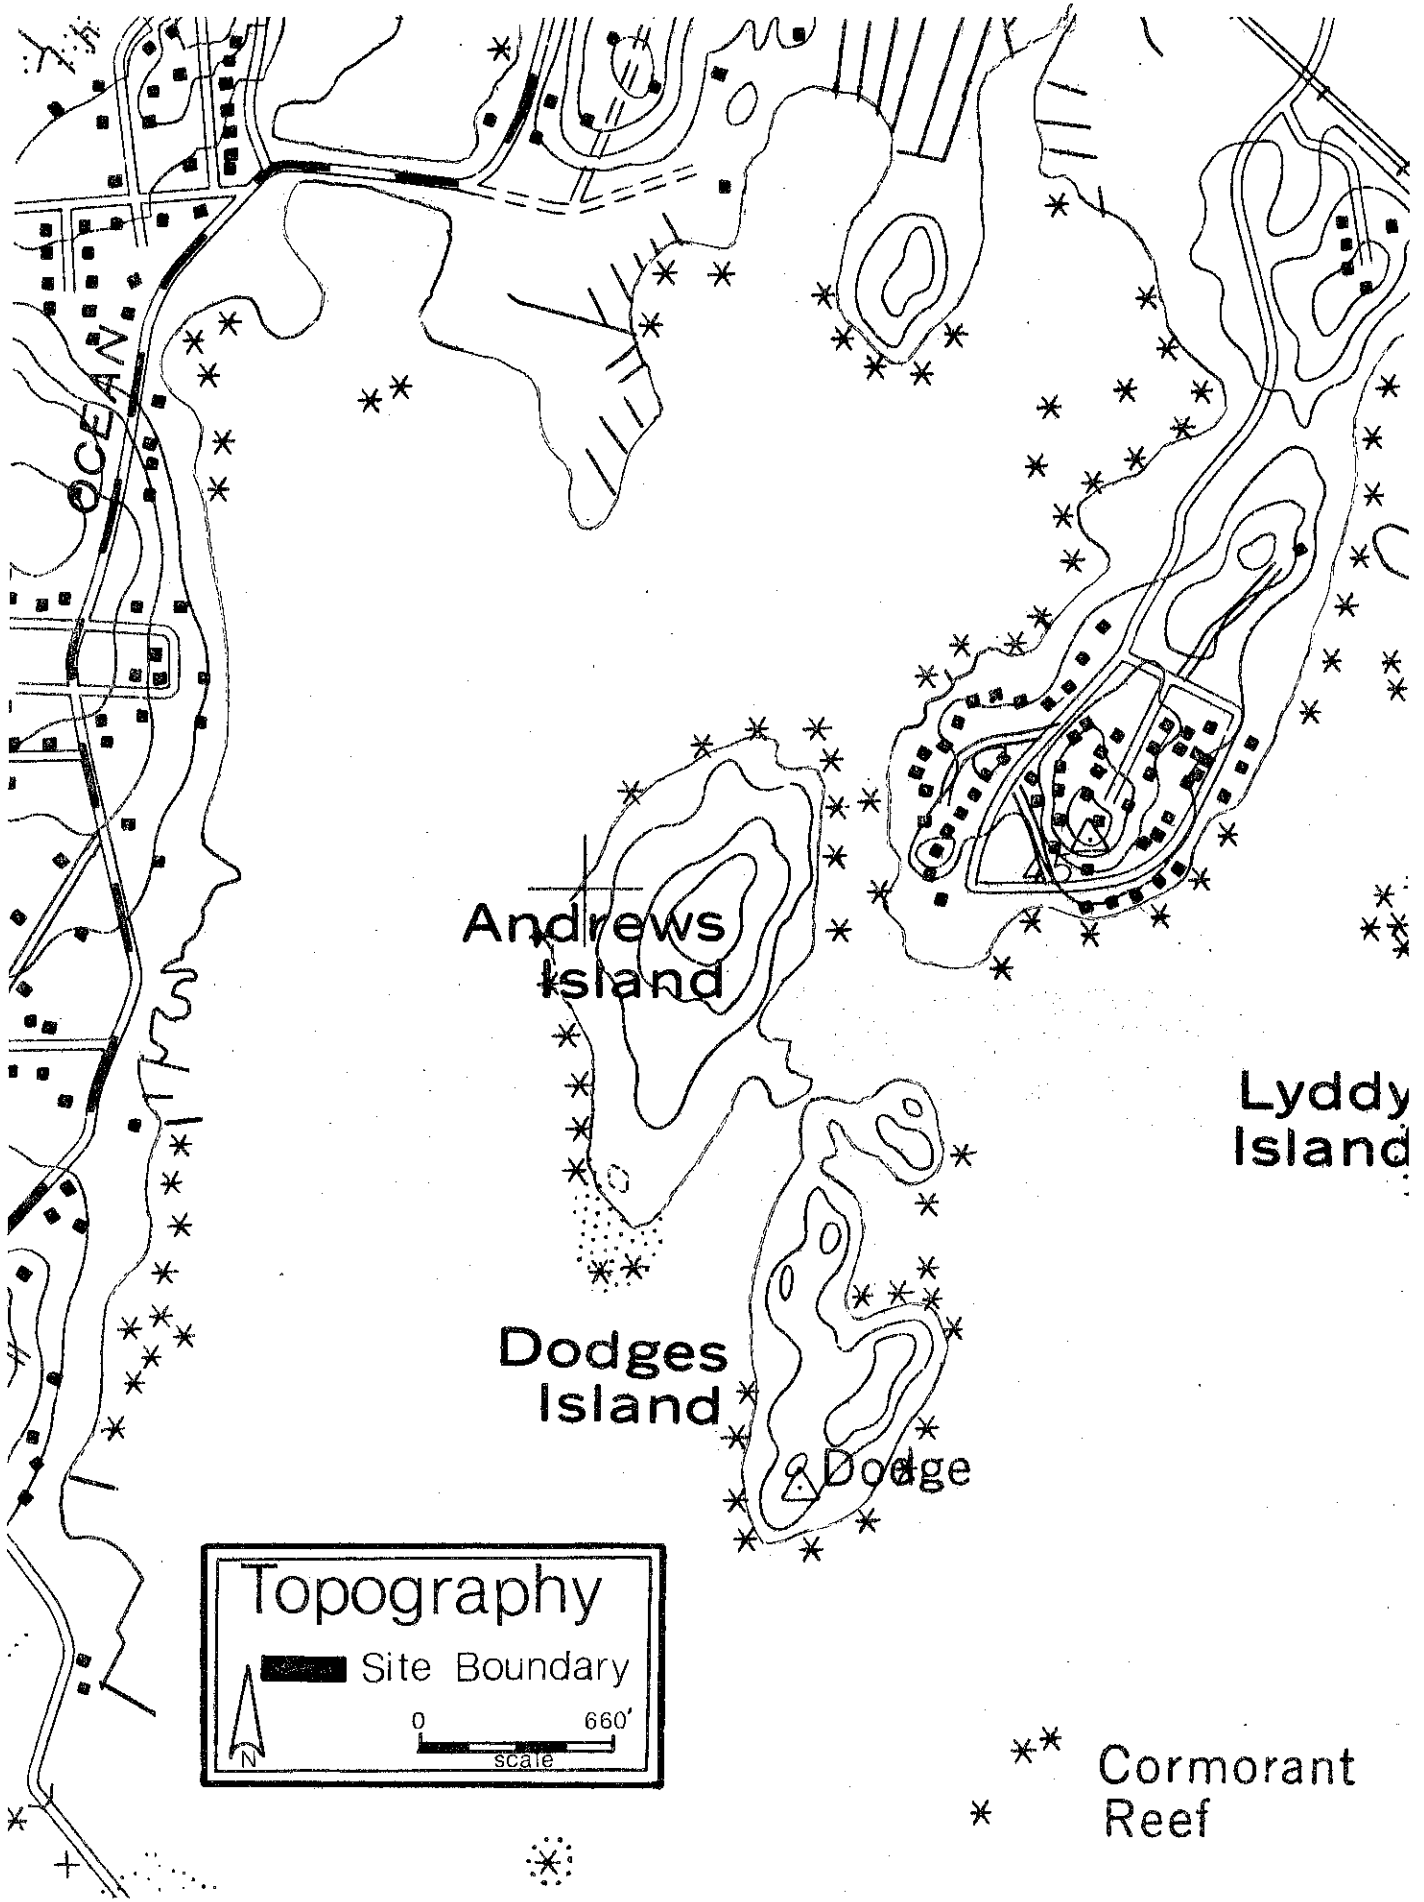 OCEAN
Andrews
Island
Lyddy
Island
Dodges
Island
Dodge
Topography
Site Boundary
0 660'
scale
N
Cormorant
Reef